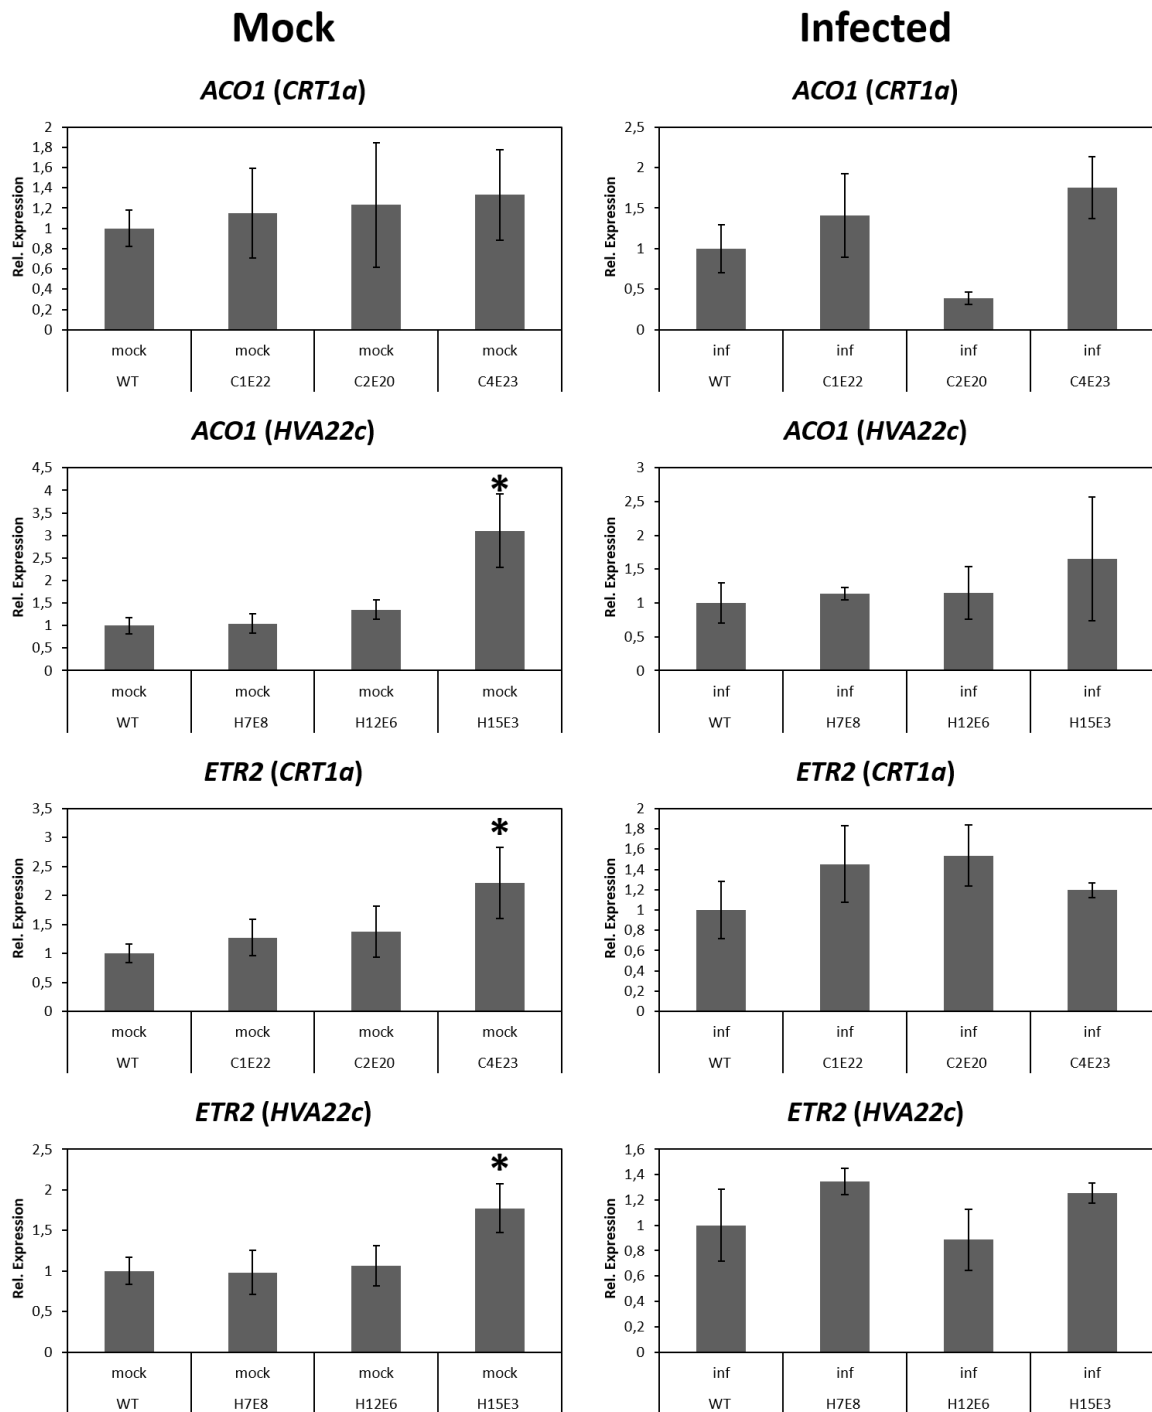 Mock Infected
ACO1 (CRT1a) ACO1 (CRT1a)
Rel. Expression
2
1,8
1,6
1,4
1,2
1
0,8
0,6
0,4
0,2
0
mock mock mock mock
WT C1E22 C2E20 C4E23
Rel. Expression
2,5
2
1,5
1
0,5
0
inf inf inf inf
WT C1E22 C2E20 C4E23
ACO1 (HVA22c) ACO1 (HVA22c)
Rel. Expression
4,5
4
3,5
3
2,5
2
1,5
1
0,5
0
*
mock mock mock mock
WT H7E8 H12E6 H15E3
Rel. Expression
3
2,5
2
1,5
1
0,5
0
inf inf inf inf
WT H7E8 H12E6 H15E3
ETR2 (CRT1a) ETR2 (CRT1a)
Rel. Expression
3,5
3
2,5
2
1,5
1
0,5
0
*
mock mock mock mock
WT C1E22 C2E20 C4E23
Rel. Expression
2
1,8
1,6
1,4
1,2
1
0,8
0,6
0,4
0,2
0
inf inf inf inf
WT C1E22 C2E20 C4E23
ETR2 (HVA22c) ETR2 (HVA22c)
Rel. Expression
2,5
2
1,5
1
0,5
0
*
mock mock mock mock
WT H7E8 H12E6 H15E3
Rel. Expression
1,6
1,4
1,2
1
0,8
0,6
0,4
0,2
0
inf inf inf inf
WT H7E8 H12E6 H15E3